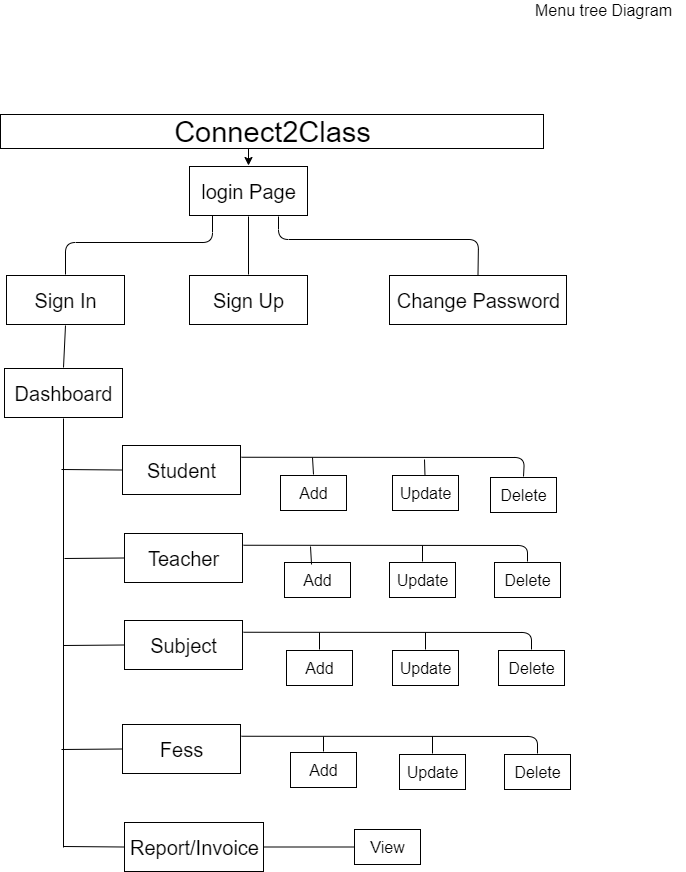 Menu tree Diagram
Connect2Class
login Page
Sign In
Sign Up
Change Password
Dashboard
Student
Add
Update
Delete
Teacher
Add
Update
Delete
Subject
Add
Update
Delete
Fess
Add
Update
Delete
Report/Invoice
View